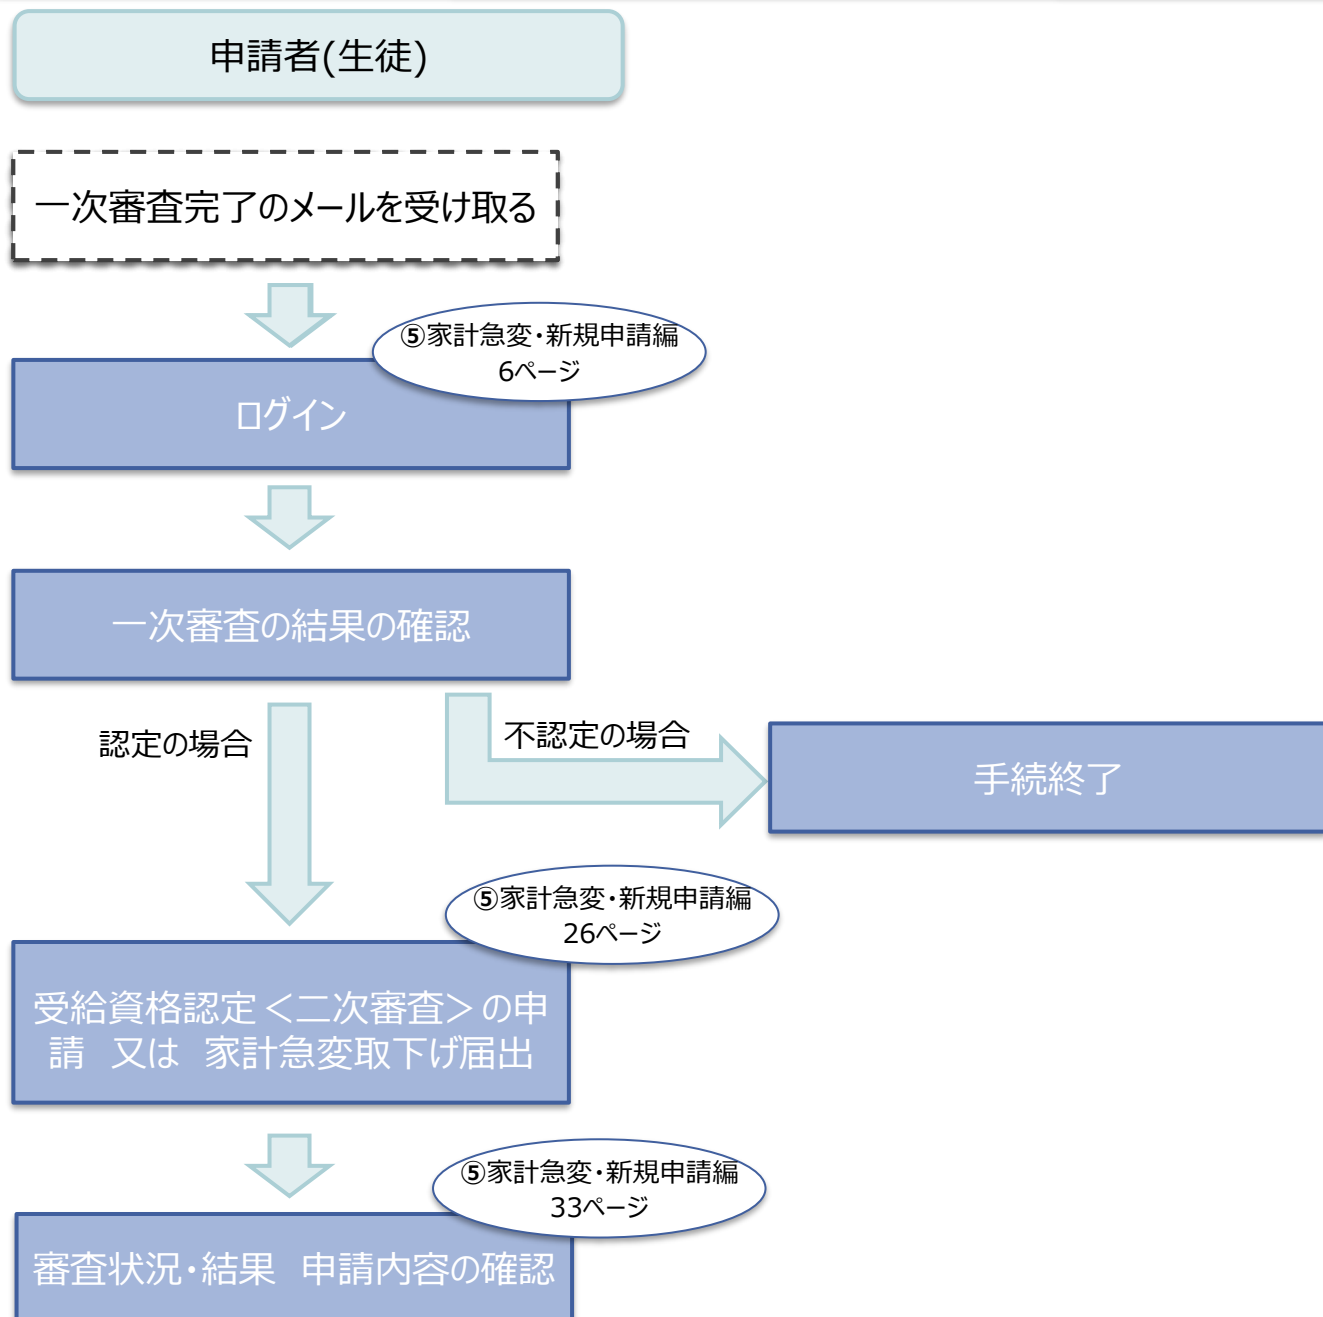 申請者(生徒)
一次審査完了のメールを受け取る
⑤家計急変・新規申請編
6ページ
ログイン
一次審査の結果の確認
認定の場合
不認定の場合
手続終了
⑤家計急変・新規申請編
26ページ
受給資格認定＜二次審査＞の申
請　又は　家計急変取下げ届出
⑤家計急変・新規申請編
33ページ
審査状況・結果　申請内容の確認